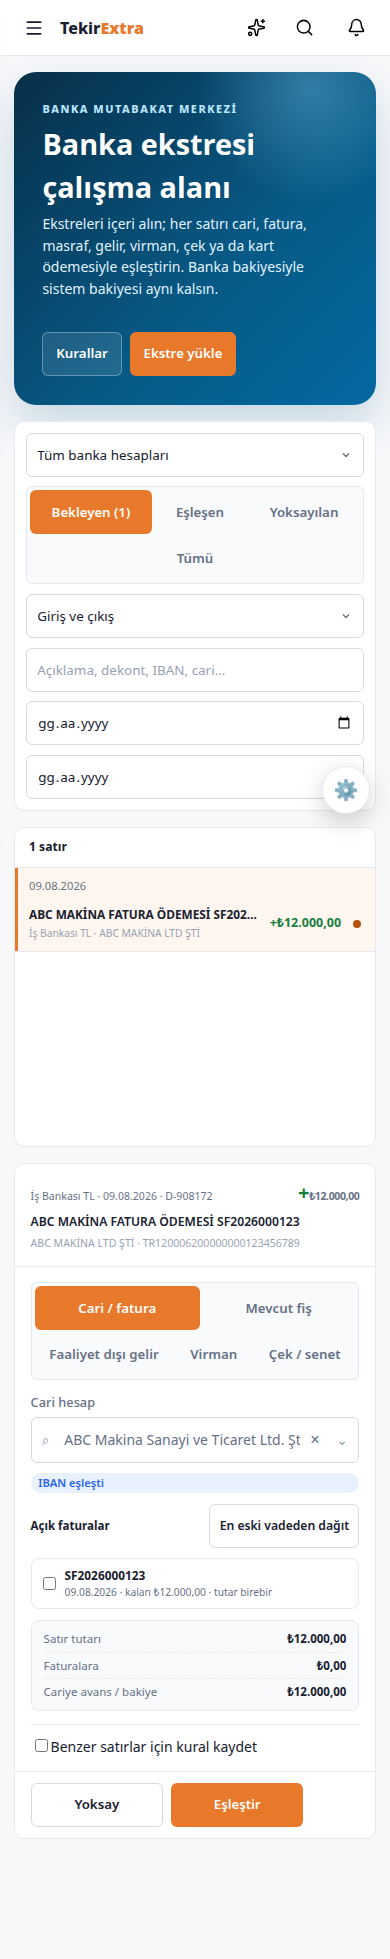 TekirExtra
BANKA MUTABAKAT MERKEZİ
Banka ekstresi
çalışma alanı
Ekstreleri içeri alın; her satırı cari, fatura,
masraf, gelir, virman, çek ya da kart
ödemesiyle eşleştirin. Banka bakiyesiyle
sistem bakiyesi aynı kalsın.
Kurallar
Ekstre yükle
Tüm banka hesapları
Bekleyen (1)
Eşleşen
Yoksayılan
Tümü
Giriş ve çıkış
Açıklama, dekont, IBAN, cari...
gg.aa.yyyy
gg.aa.yyyy
1 satır
09.08.2026
ABC MAKİNA FATURA ÖDEMESİ SF202...
+₺12.000,00
İş Bankası TL · ABC MAKİNA LTD ŞTİ
İş Bankası TL · 09.08.2026 · D-908172
+₺12.000,00
ABC MAKİNA FATURA ÖDEMESİ SF2026000123
ABC MAKİNA LTD ŞTİ · TR120006200000000123456789
Cari / fatura
Mevcut fiş
Faaliyet dışı gelir
Virman
Çek / senet
Cari hesap
ABC Makina Sanayi ve Ticaret Ltd. Şt
IBAN eşleşti
Açık faturalar
En eski vadeden dağıt
SF2026000123
09.08.2026 · kalan ₺12.000,00 · tutar birebir
Satır tutarı
₺12.000,00
Faturalara
₺0,00
Cariye avans / bakiye
₺12.000,00
Benzer satırlar için kural kaydet
Yoksay
Eşleştir